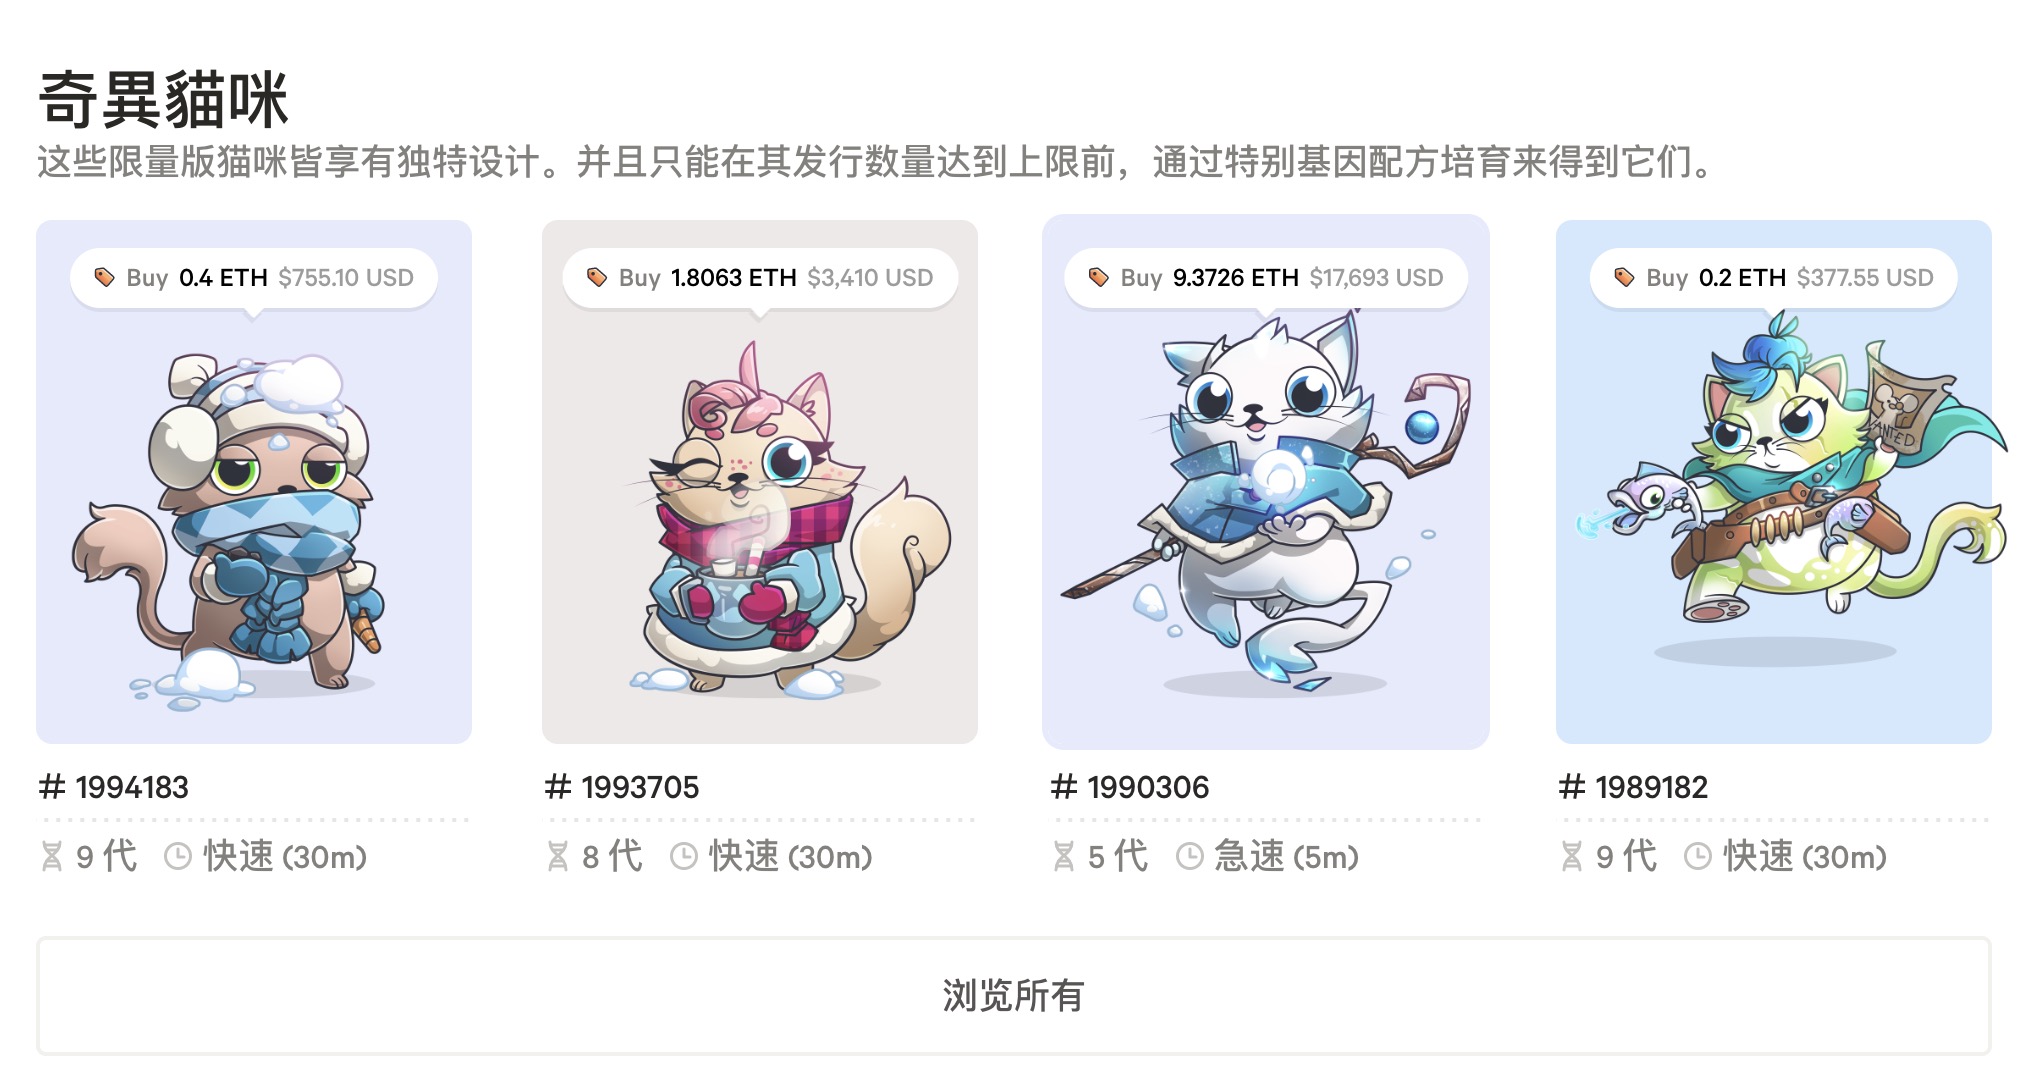 奇異貓咪
这些限量版猫咪皆享有独特设计。并且只能在其发行数量达到上限前，通过特别基因配方培育来得到它们。
Buy 0.4 ETH $755.10 USD
Buy 1.8063 ETH $3,410 USD
Buy 9.3726 ETH $17,693 USD
Buy 0.2 ETH $377.55 USD
ANTED
# 1994183
# 1993705
# 1990306
# 1989182
9 代 快速 (30m)
8 代 快速 (30m)
5 代 急速 (5m)
9 代 快速 (30m)
浏览所有